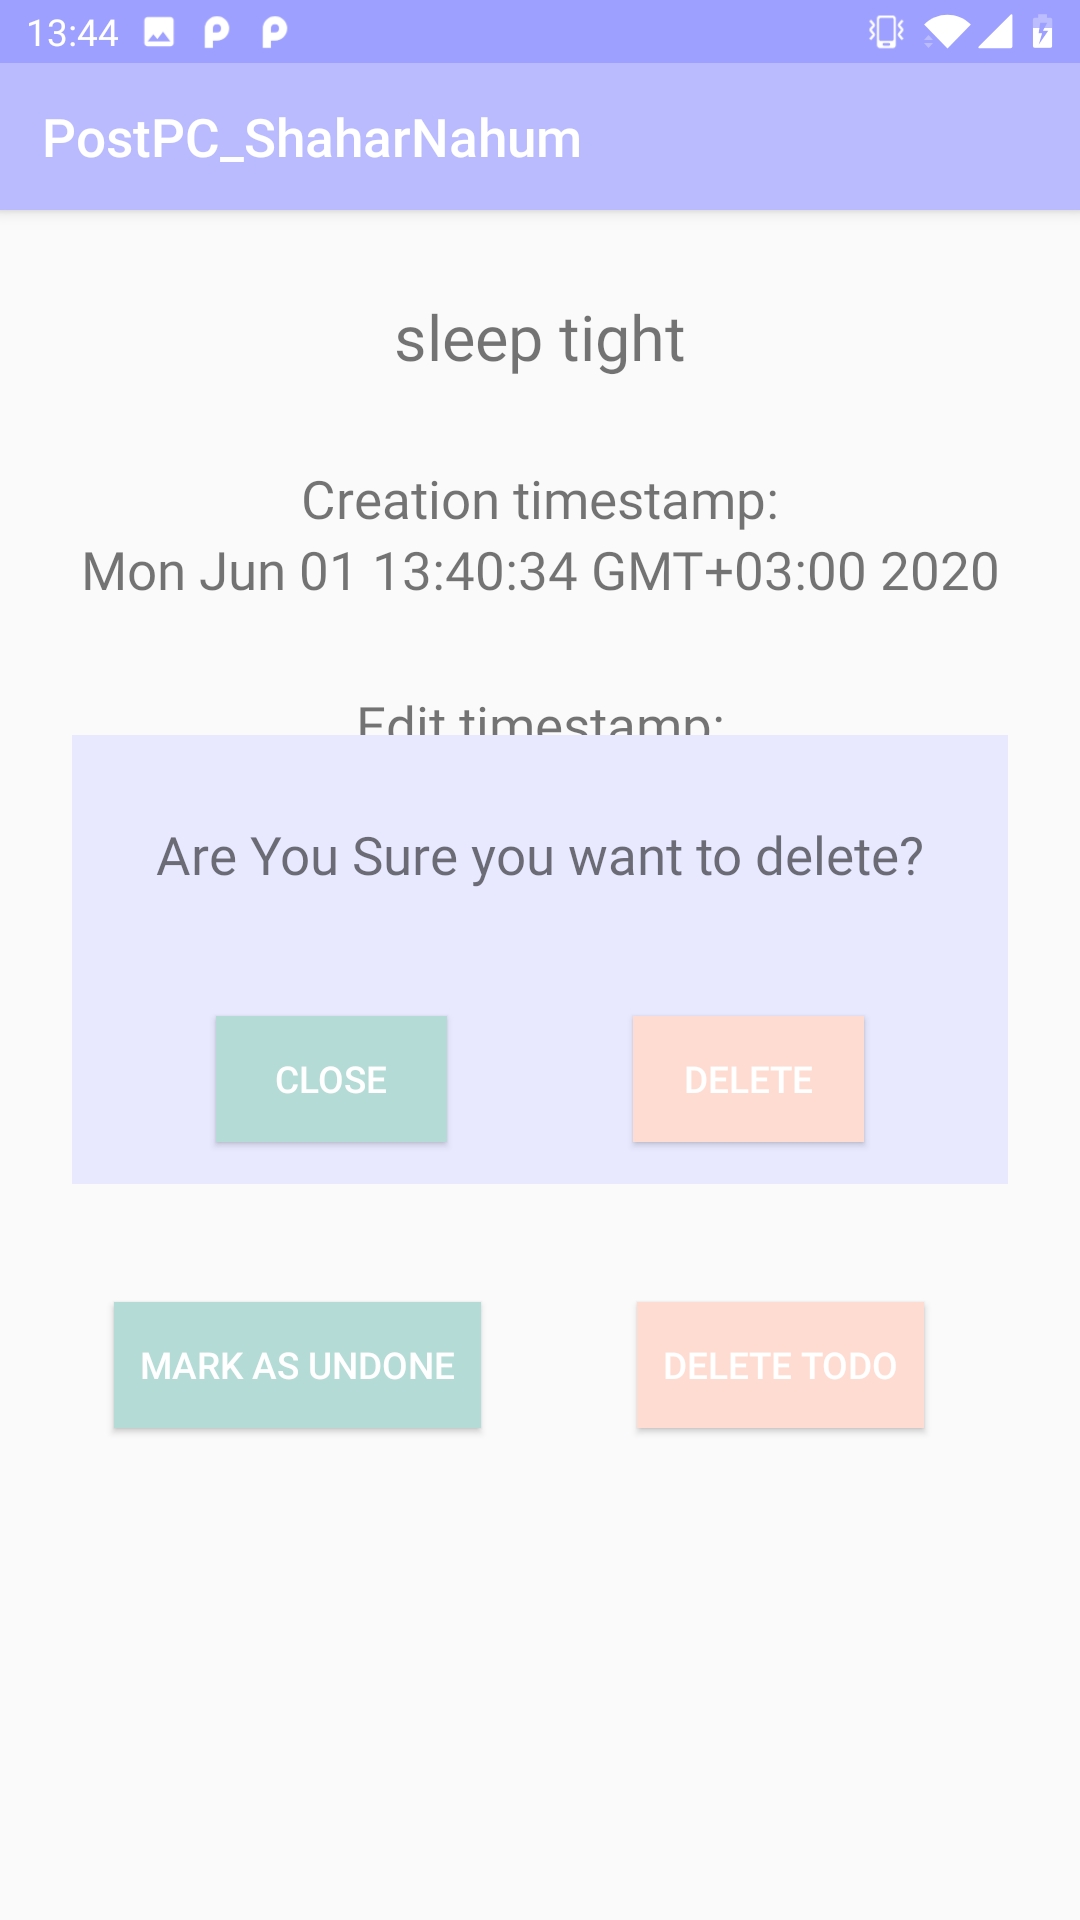 13:44
PostPC_ShaharNahum
sleep tight
Creation timestamp:
Mon Jun 01 13:40:34 GMT+03:00 2020
Edit timestamp:
Are You Sure you want to delete?
CLOSE DELETE
MARK AS UNDONE DELETE TODO